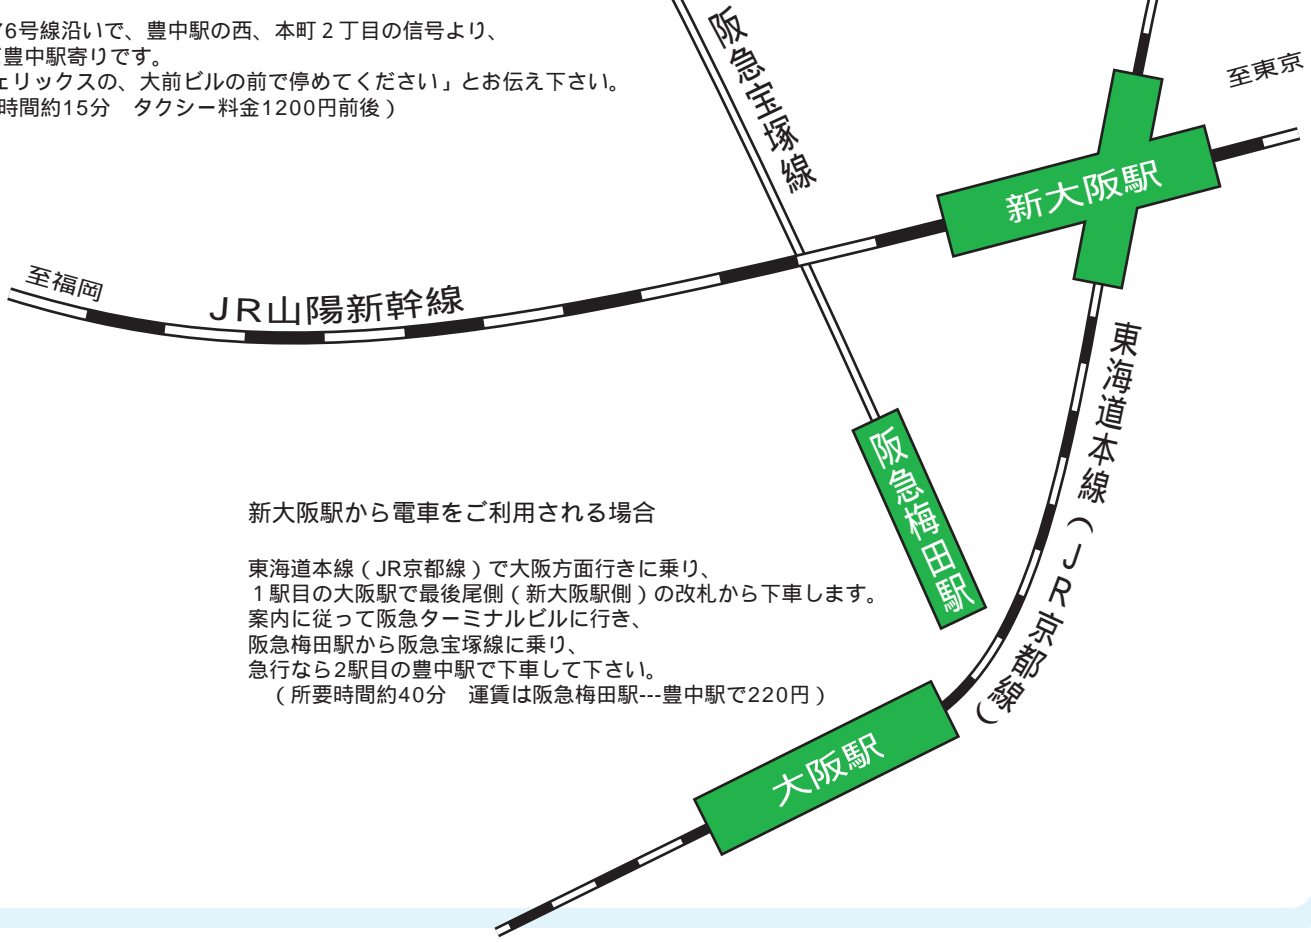 76号線沿いで、豊中駅の西、本町２丁目の信号より、
豊中駅寄りです。
ェリックスの、大前ビルの前で停めてください」とお伝え下さい。
時間約15分　タクシー料金1200円前後）
阪急宝塚線
至東京
新大阪駅
至福岡
JR山陽新幹線
東海道本線（JR京都線）
阪急梅田駅
新大阪駅から電車をご利用される場合
東海道本線（JR京都線）で大阪方面行きに乗り、
１駅目の大阪駅で最後尾側（新大阪駅側）の改札から下車します。
案内に従って阪急ターミナルビルに行き、
阪急梅田駅から阪急宝塚線に乗り、
急行なら2駅目の豊中駅で下車して下さい。
（所要時間約40分　運賃は阪急梅田駅---豊中駅で220円）
大阪駅